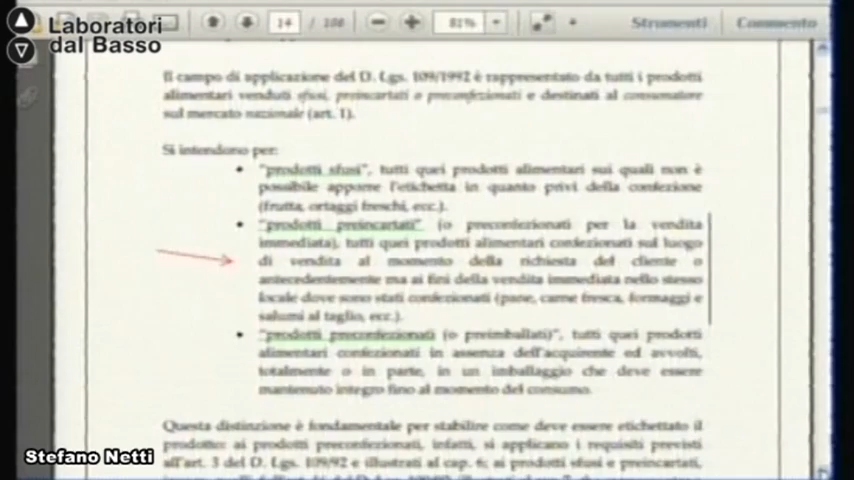 Laboratori
dal Basso
14 / 108
81%
Strumenti
Commento
Il campo di applicazione del D. Lgs. 109/1992 è rappresentato da tutti i prodotti
alimentari venduti sfusi, preincartati o preconfezionati e destinati al consumatore
sul mercato nazionale (art. 1).
Si intendono per:
• "prodotti sfusi", tutti quei prodotti alimentari sui quali non è
possibile apporre l'etichetta in quanto privi della confezione
(frutta, ortaggi freschi, ecc.).
• "prodotti preincartati" (o preconfezionati per la vendita
immediata), tutti quei prodotti alimentari confezionati sul luogo
di vendita al momento della richiesta del cliente o
antecedentemente ma ai fini della vendita immediata nello stesso
locale dove sono stati confezionati (pane, carne fresca, formaggi e
salumi al taglio, ecc.).
• "prodotti preconfezionati (o preimballati)", tutti quei prodotti
alimentari confezionati in assenza dell'acquirente ed avvolti,
totalmente o in parte, in un imballaggio che deve essere
mantenuto integro fino al momento del consumo.
Questa distinzione è fondamentale per stabilire come deve essere etichettato il
prodotto: ai prodotti preconfezionati, infatti, si applicano i requisiti previsti
all'art. 3 del D. Lgs. 109/92 e illustrati al cap. 6; ai prodotti sfusi e preincartati,
Stefano Netti